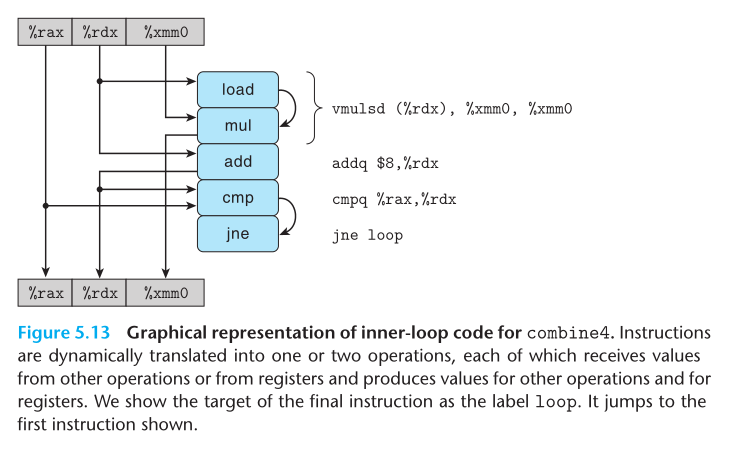 %rax %rdx %xmm0
load
mul
vmulsd (%rdx), %xmm0, %xmm0
add
addq $8,%rdx
cmp
cmpq %rax,%rdx
jne
jne loop
%rax %rdx %xmm0
Figure 5.13 Graphical representation of inner-loop code for combine4. Instructions
are dynamically translated into one or two operations, each of which receives values
from other operations or from registers and produces values for other operations and for
registers. We show the target of the final instruction as the label loop. It jumps to the
first instruction shown.